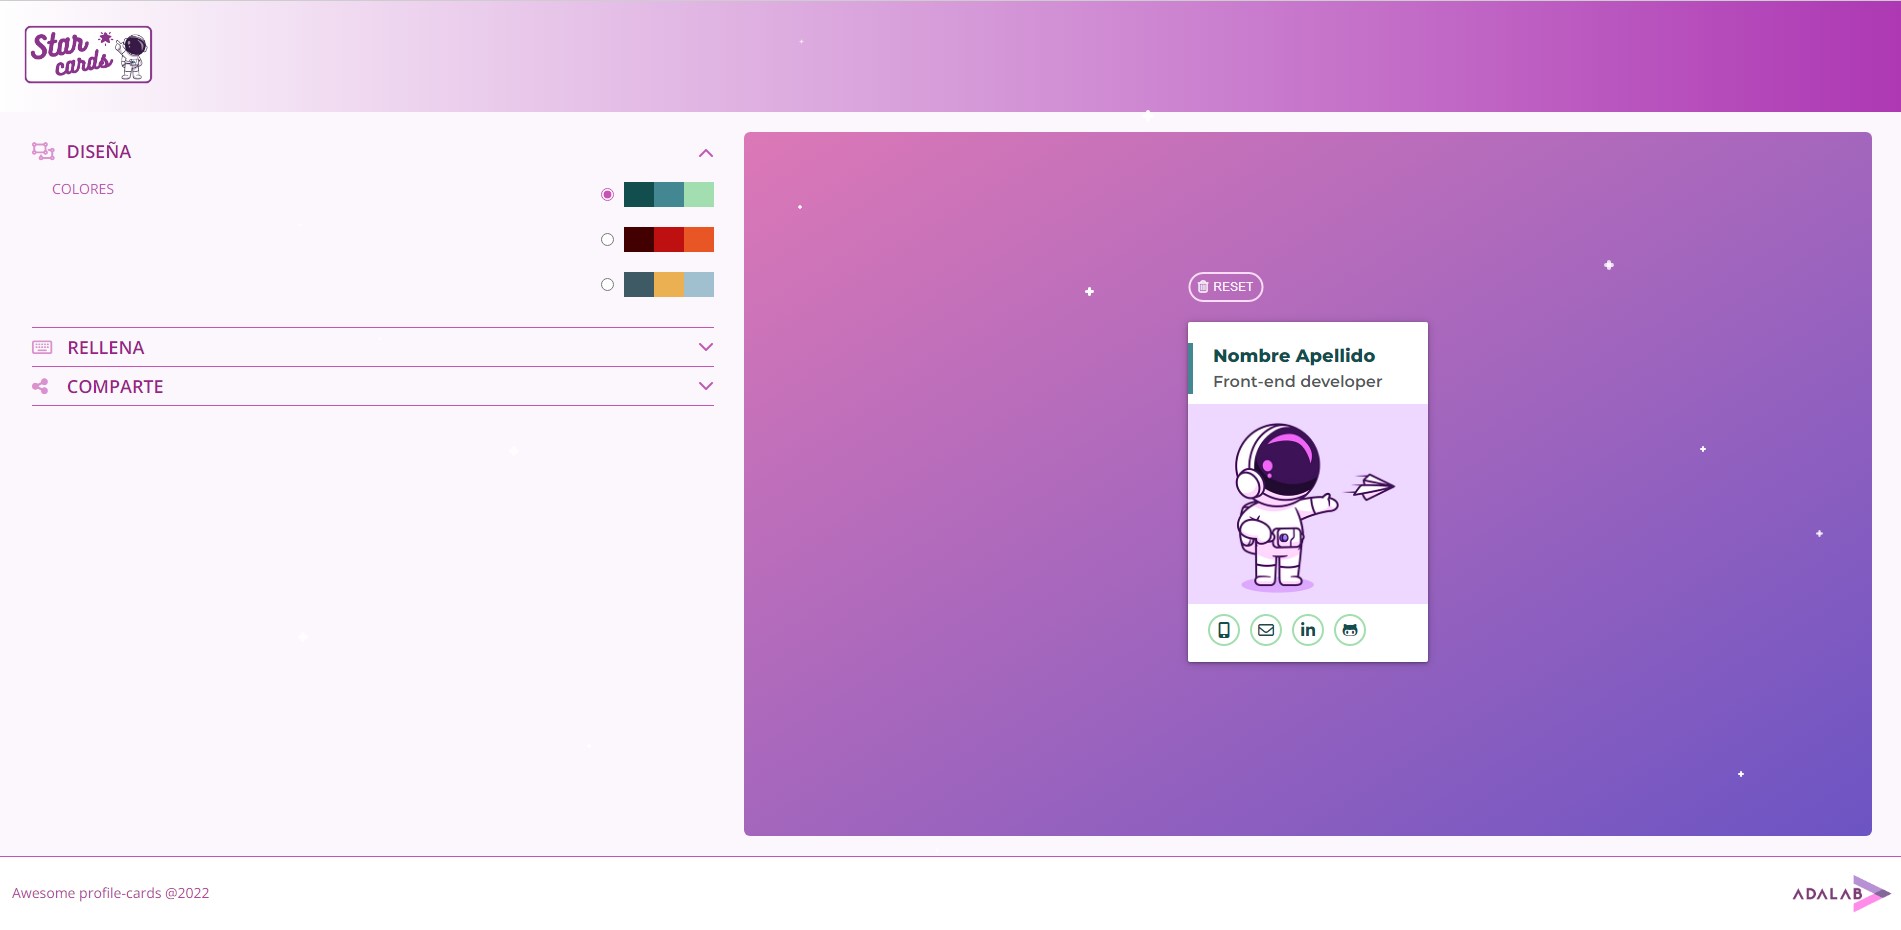 Star
cards
DISEÑA
COLORES
RELLENA
COMPARTE
RESET
Nombre Apellido
Front-end developer
in
Awesome profile-cards @2022
ADALAB